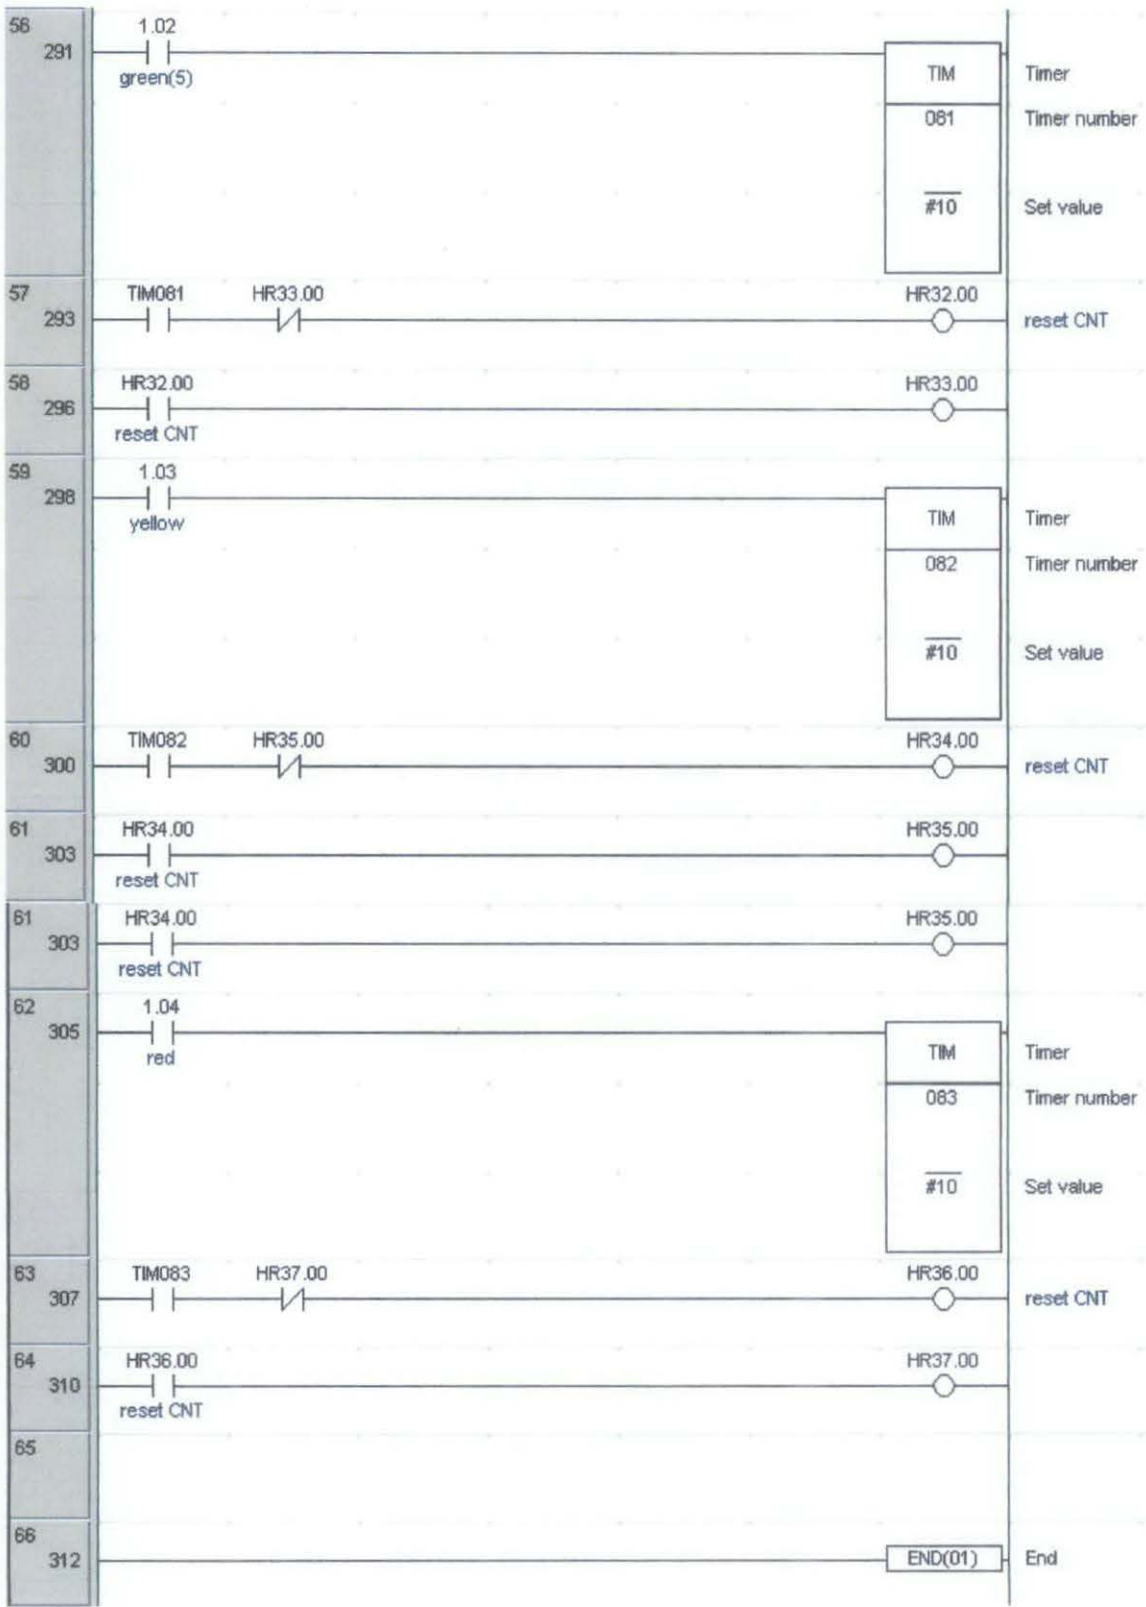 56
291
1.02
green(5)
TIM
Timer
081
Timer number
#10
Set value
57
293
TIM081
HR33.00
HR32.00
reset CNT
58
296
HR32.00
reset CNT
HR33.00
59
298
1.03
yellow
TIM
Timer
082
Timer number
#10
Set value
60
300
TIM082
HR35.00
HR34.00
reset CNT
61
303
HR34.00
reset CNT
HR35.00
61
303
HR34.00
reset CNT
HR35.00
62
305
1.04
red
TIM
Timer
083
Timer number
#10
Set value
63
307
TIM083
HR37.00
HR36.00
reset CNT
64
310
HR36.00
reset CNT
HR37.00
65
66
312
END(01)
End